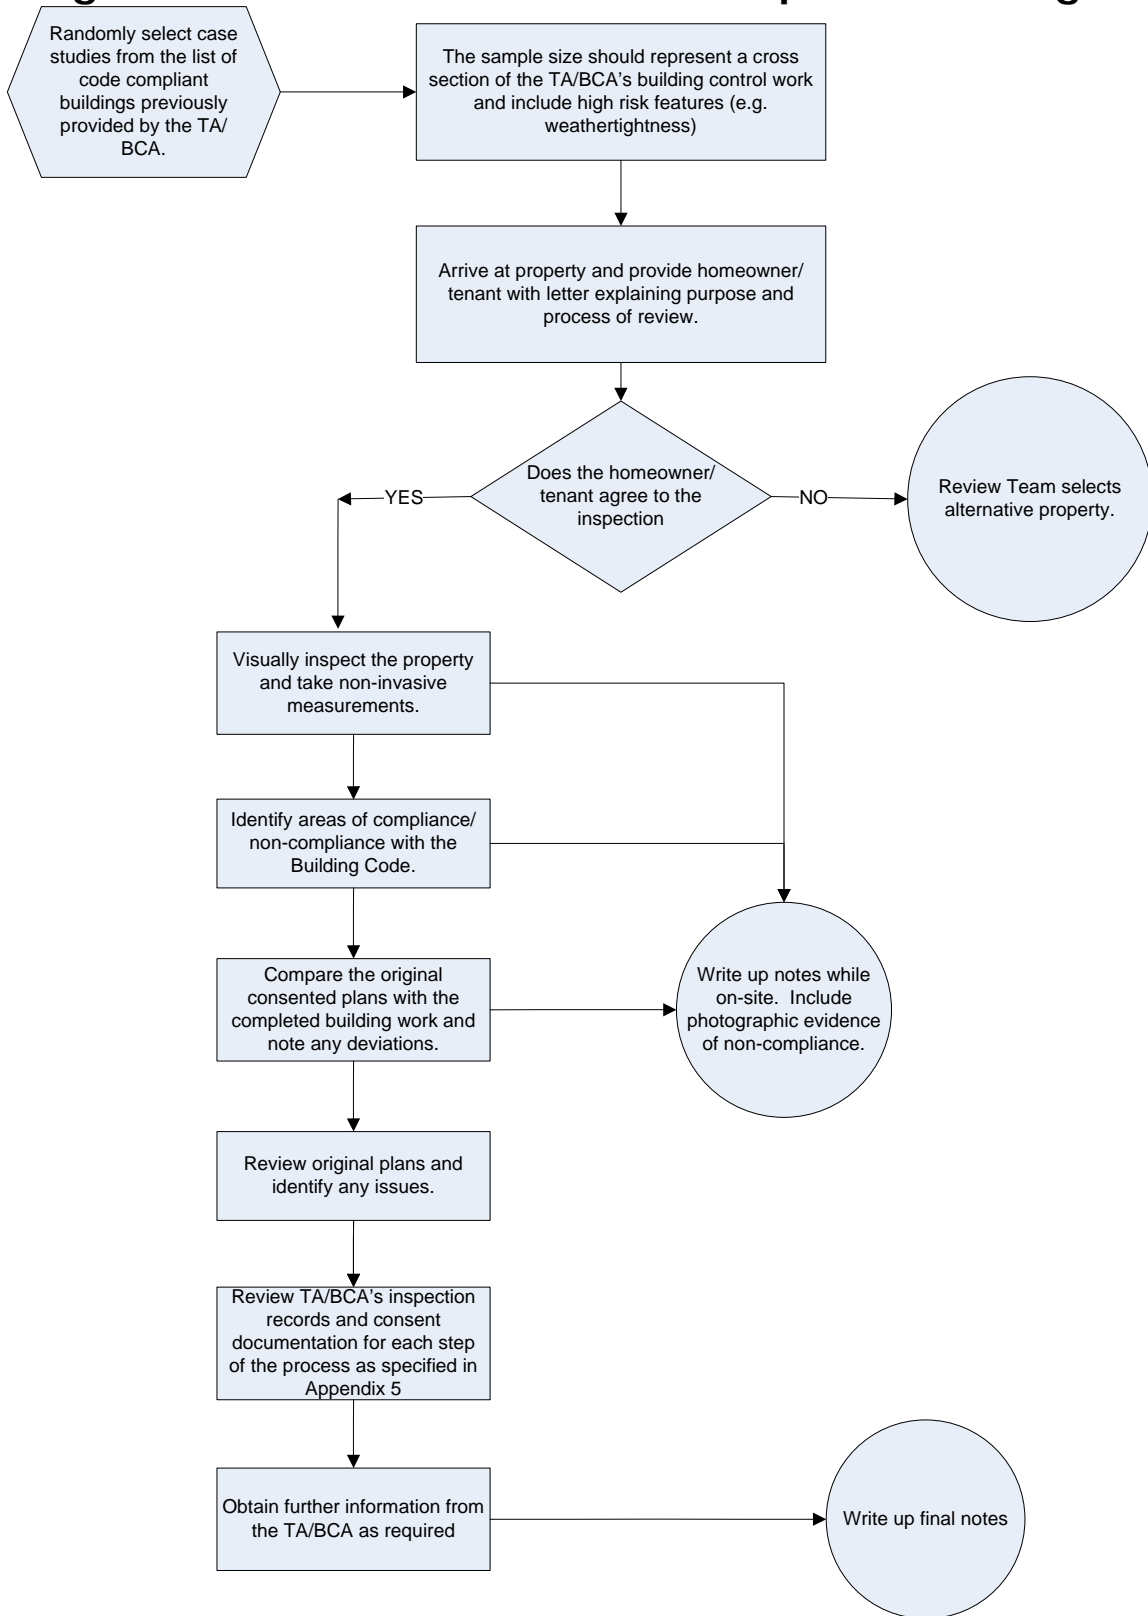 Randomly select case
studies from the list of
code compliant
buildings previously
provided by the TA/
BCA.
The sample size should represent a cross
section of the TA/BCA’s building control work
and include high risk features (e.g.
weathertightness)
Arrive at property and provide homeowner/
tenant with letter explaining purpose and
process of review.
Does the homeowner/
tenant agree to the
inspection
YES
NO
Review Team selects
alternative property.
Visually inspect the property
and take non-invasive
measurements.
Identify areas of compliance/
non-compliance with the
Building Code.
Compare the original
consented plans with the
completed building work and
note any deviations.
Write up notes while
on-site.  Include
photographic evidence
of non-compliance.
Review original plans and
identify any issues.
Review TA/BCA’s inspection
records and consent
documentation for each step
of the process as specified in
Appendix 5
Obtain further information from
the TA/BCA as required
Write up final notes